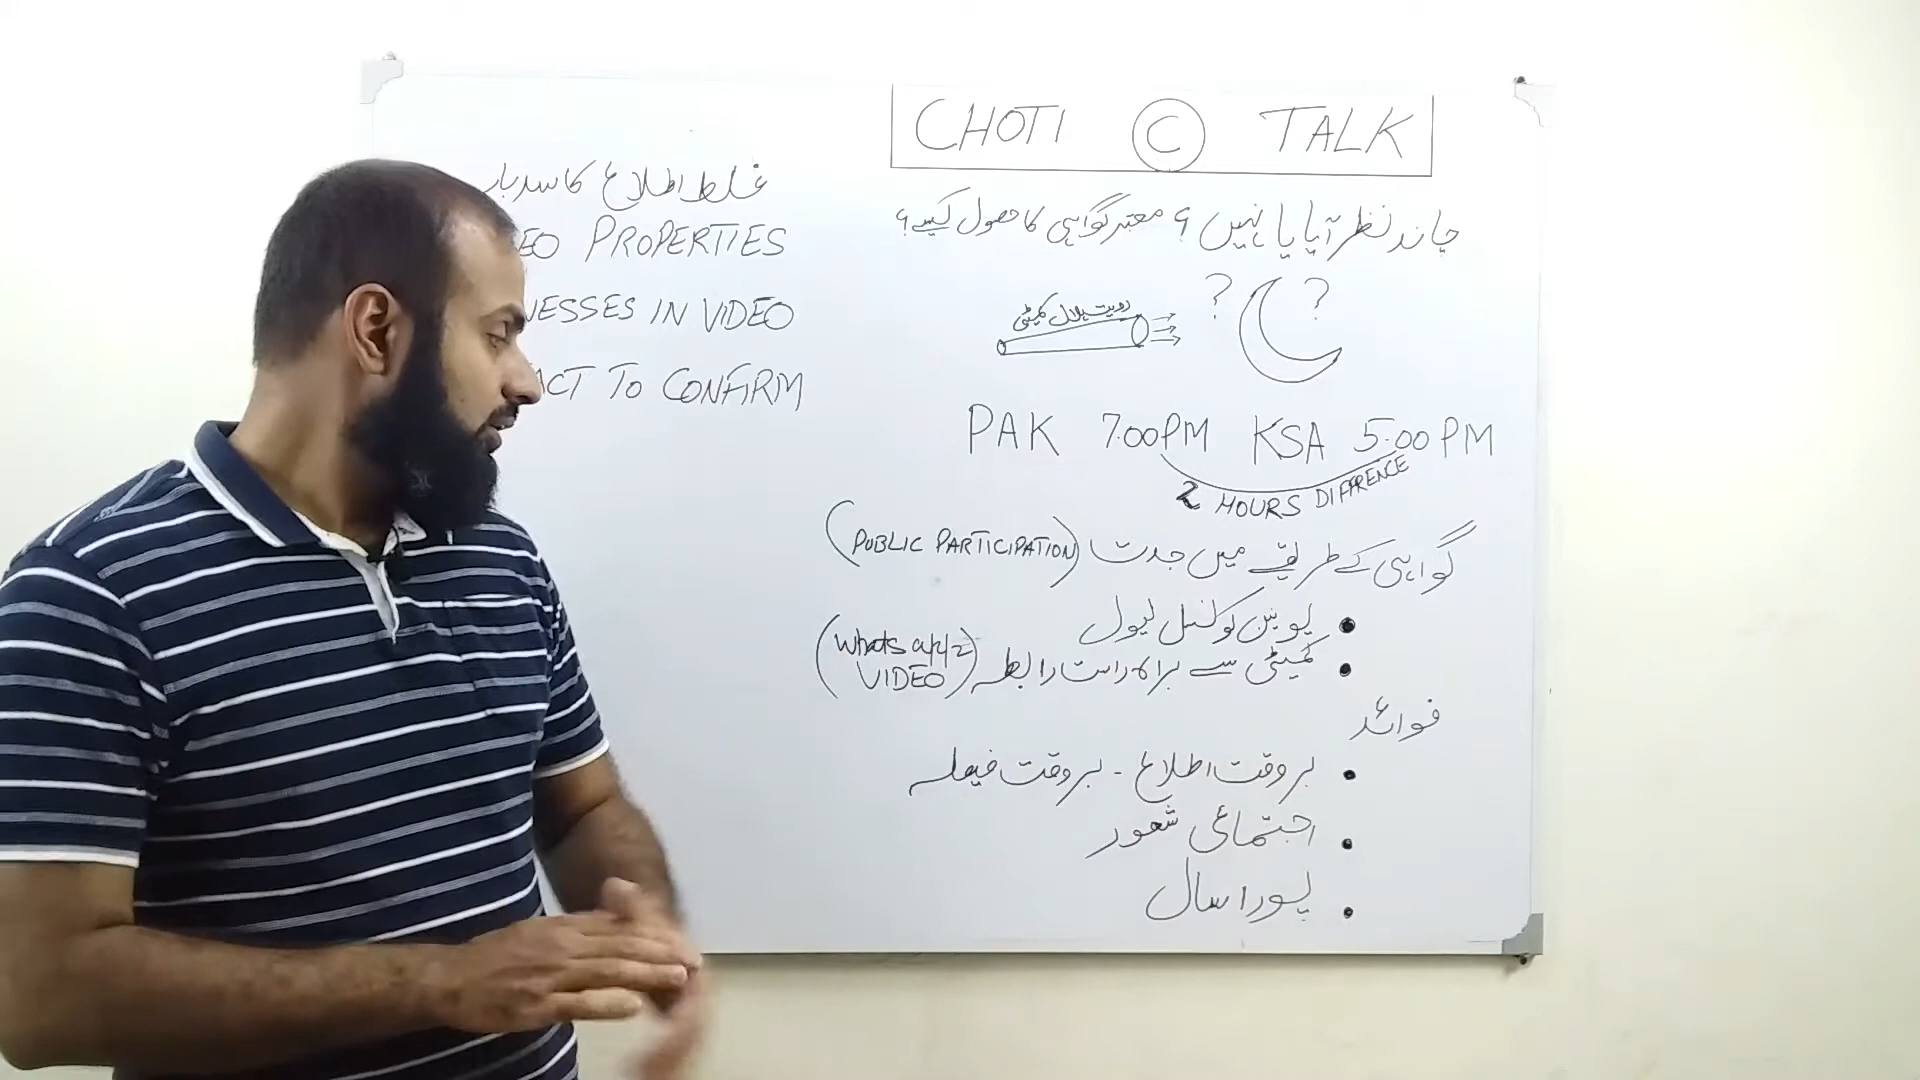 CHOTI C TALK
چاند نظر آیا یا نہیں ؟ معتبر گواہی کا حصول کیسے؟
? ?
رویت ہلال کمیٹی
PAK 7:00PM KSA 5:00PM
2 HOURS DIFFRENCE
گواہی کے طریقے میں جدت (PUBLIC PARTICIPATION)
• یونین کونسل لیول
• کمیٹی سے براہ راست رابطہ (Whatsapp VIDEO)
فوائد
• بروقت اطلاع - بروقت فیصلہ
• اجتماعی شعور
• پورا سال
غلط اطلاع کا سدباب
EO PROPERTIES
NESSES IN VIDEO
ACT TO CONFIRM